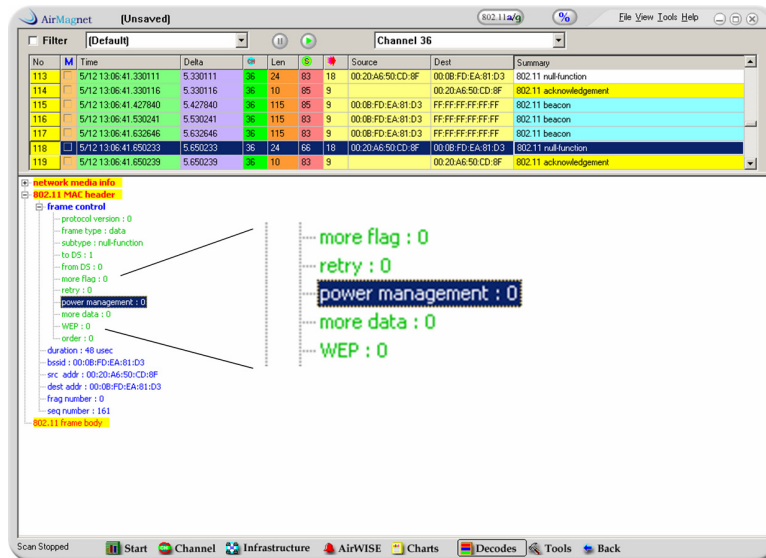 AirMagnet (Unsaved) 802.11a/g % File View Tools Help
Filter (Default) Channel 36
No M Time Delta CH Len S Source Dest Summary
113 5/12 13:06:41.330111 5.330111 36 24 83 18 00:20:A6:50:CD:8F 00:0B:FD:EA:81:D3 802.11 null-function
114 5/12 13:06:41.330116 5.330116 36 10 85 9 00:20:A6:50:CD:8F 802.11 acknowledgement
115 5/12 13:06:41.427840 5.427840 36 115 85 9 00:0B:FD:EA:81:D3 FF:FF:FF:FF:FF:FF 802.11 beacon
116 5/12 13:06:41.530241 5.530241 36 115 83 9 00:0B:FD:EA:81:D3 FF:FF:FF:FF:FF:FF 802.11 beacon
117 5/12 13:06:41.632646 5.632646 36 115 83 9 00:0B:FD:EA:81:D3 FF:FF:FF:FF:FF:FF 802.11 beacon
118 5/12 13:06:41.650233 5.650233 36 24 66 18 00:20:A6:50:CD:8F 00:0B:FD:EA:81:D3 802.11 null-function
119 5/12 13:06:41.650239 5.650239 36 10 83 9 00:20:A6:50:CD:8F 802.11 acknowledgement
network media info
802.11 MAC header
frame control
protocol version : 0
frame type : data
subtype : null-function
to DS : 1
from DS : 0
more flag : 0
retry : 0
power management : 0
more data : 0
WEP : 0
order : 0
duration : 48 usec
bssid : 00:0B:FD:EA:81:D3
src addr : 00:20:A6:50:CD:8F
dest addr : 00:0B:FD:EA:81:D3
frag number : 0
seq number : 161
802.11 frame body
more flag : 0
retry : 0
power management : 0
more data : 0
WEP : 0
Scan Stopped Start Channel Infrastructure AirWISE Charts Decodes Tools Back